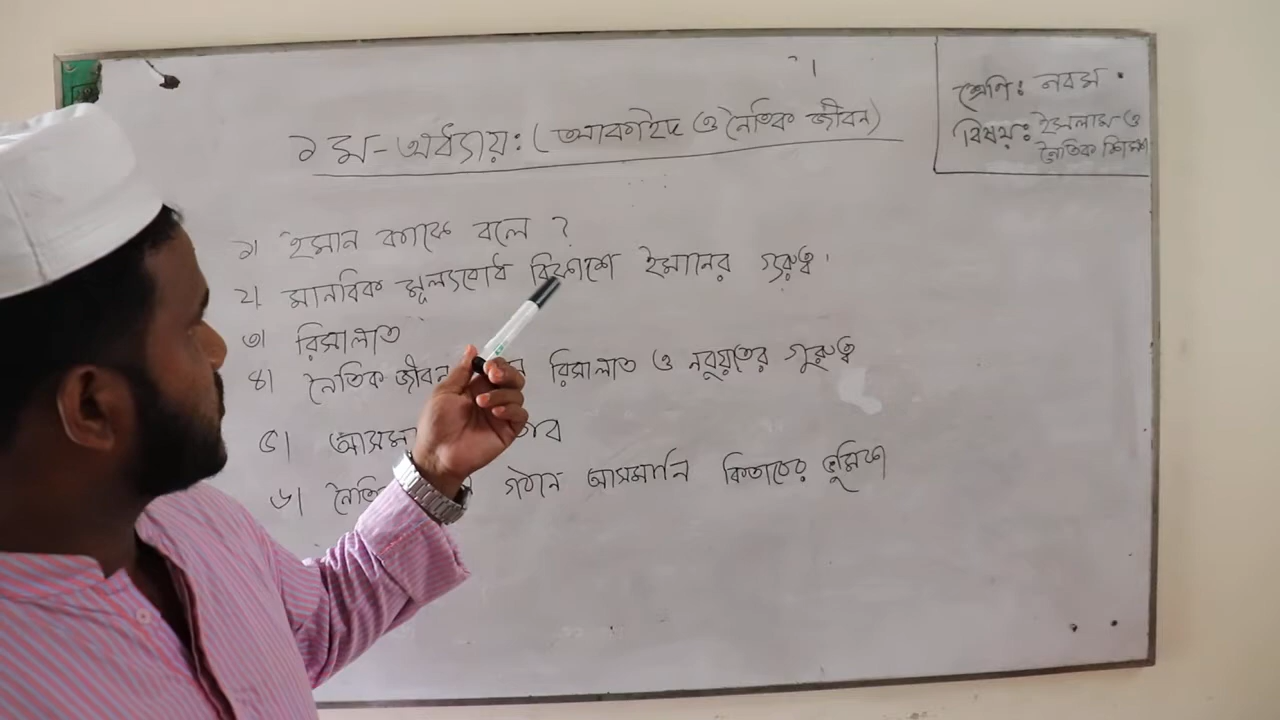 ১ম-অধ্যায়: (আকাইদ ও নৈতিক জীবন)
শ্রেণি: নবম
বিষয়: ইসলাম ও
নৈতিক শিক্ষা
১। ইমান কাকে বলে ?
২। মানবিক মূল্যবোধ বিকাশে ইমানের গুরুত্ব।
৩। রিসালাত
৪। নৈতিক জীবন রিসালাত ও নবুয়তের গুরুত্ব
৫।
৬। গঠনে আসমানি কিতাবের ভূমিকা